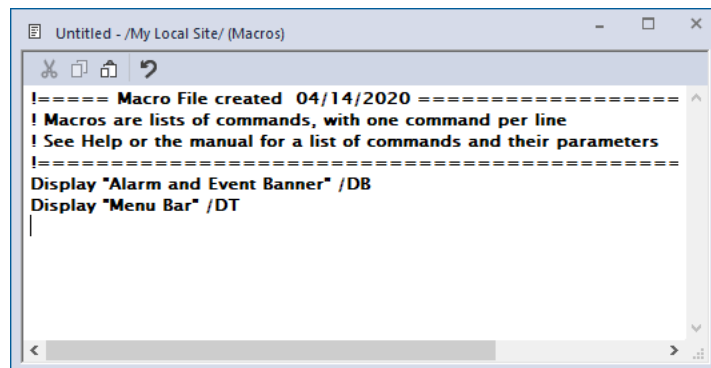 Untitled - /My Local Site/ (Macros)
!===== Macro File created  04/14/2020 ==================
! Macros are lists of commands, with one command per line
! See Help or the manual for a list of commands and their parameters
!============================================
Display "Alarm and Event Banner" /DB
Display "Menu Bar" /DT